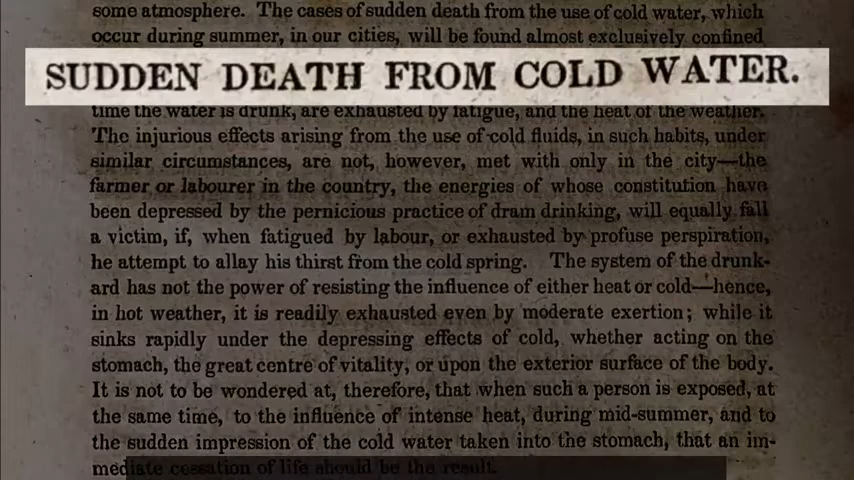 some atmosphere. The cases of sudden death from the use of cold water, which
occur during summer, in our cities, will be found almost exclusively confined
SUDDEN DEATH FROM COLD WATER.
time the water is drunk, are exhausted by fatigue, and the heat of the weather.
The injurious effects arising from the use of cold fluids, in such habits, under
similar circumstances, are not, however, met with only in the city—the
farmer or labourer in the country, the energies of whose constitution have
been depressed by the pernicious practice of dram drinking, will equally fall
a victim, if, when fatigued by labour, or exhausted by profuse perspiration,
he attempt to allay his thirst from the cold spring. The system of the drunk-
ard has not the power of resisting the influence of either heat or cold—hence,
in hot weather, it is readily exhausted even by moderate exertion; while it
sinks rapidly under the depressing effects of cold, whether acting on the
stomach, the great centre of vitality, or upon the exterior surface of the body.
It is not to be wondered at, therefore, that when such a person is exposed, at
the same time, to the influence of intense heat, during mid-summer, and to
the sudden impression of the cold water taken into the stomach, that an im-
mediate cessation of life should be the result.